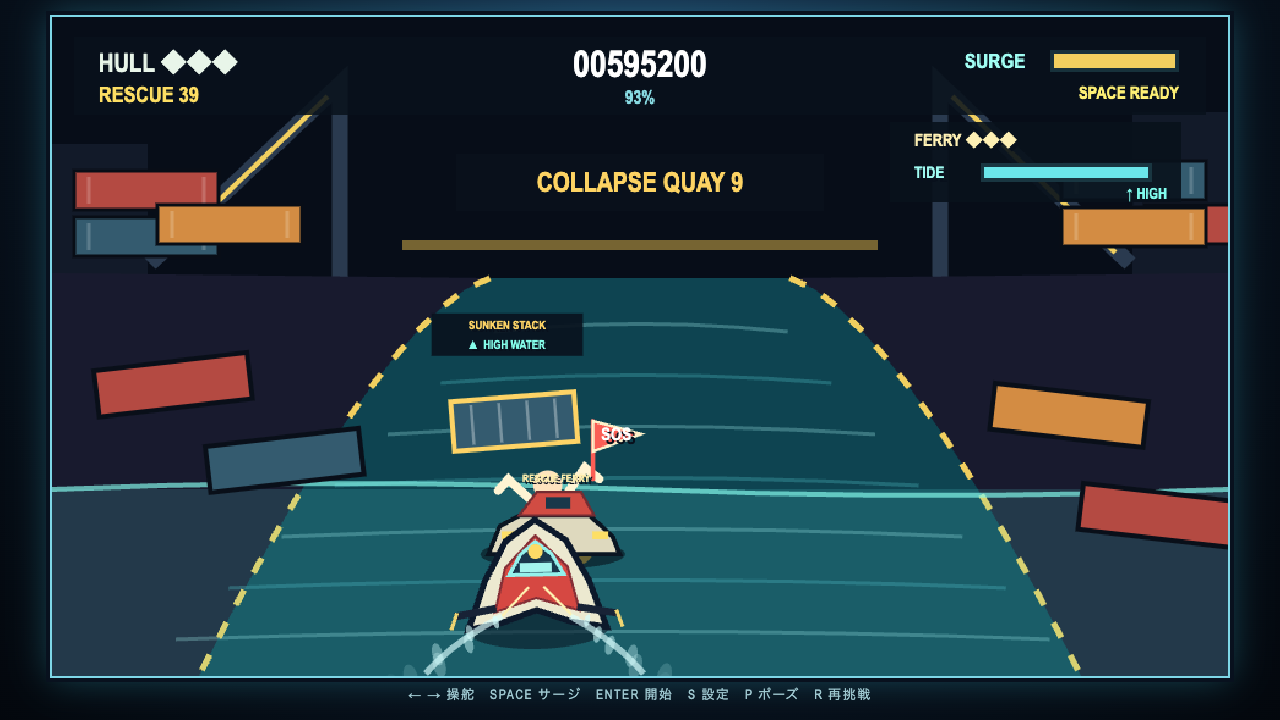 HULL
RESCUE 39
00595200
93%
SURGE
SPACE READY
FERRY
TIDE
↑ HIGH
COLLAPSE QUAY 9
SUNKEN STACK
▲ HIGH WATER
SOS
RESCUE FERRY
← → 操舵 SPACE サージ ENTER 開始 S 設定 P ポーズ R 再挑戦